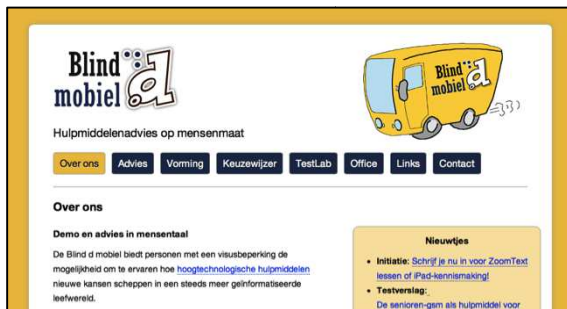 Blind d
mobiel
Blind d
mobiel
Hulpmiddelenadvies op mensenmaat
Over ons Advies Vorming Keuzewijzer TestLab Office Links Contact
Over ons
Demo en advies in mensentaal
De Blind d mobiel biedt personen met een visusbeperking de
mogelijkheid om te ervaren hoe hoogtechnologische hulpmiddelen
nieuwe kansen scheppen in een steeds meer geïnformatiseerde
leefwereld.
Nieuwtjes
Initiatie: Schrijf je nu in voor ZoomText
lessen of iPad-kennismaking!
Testverslag:
De senioren-gsm als hulpmiddel voor